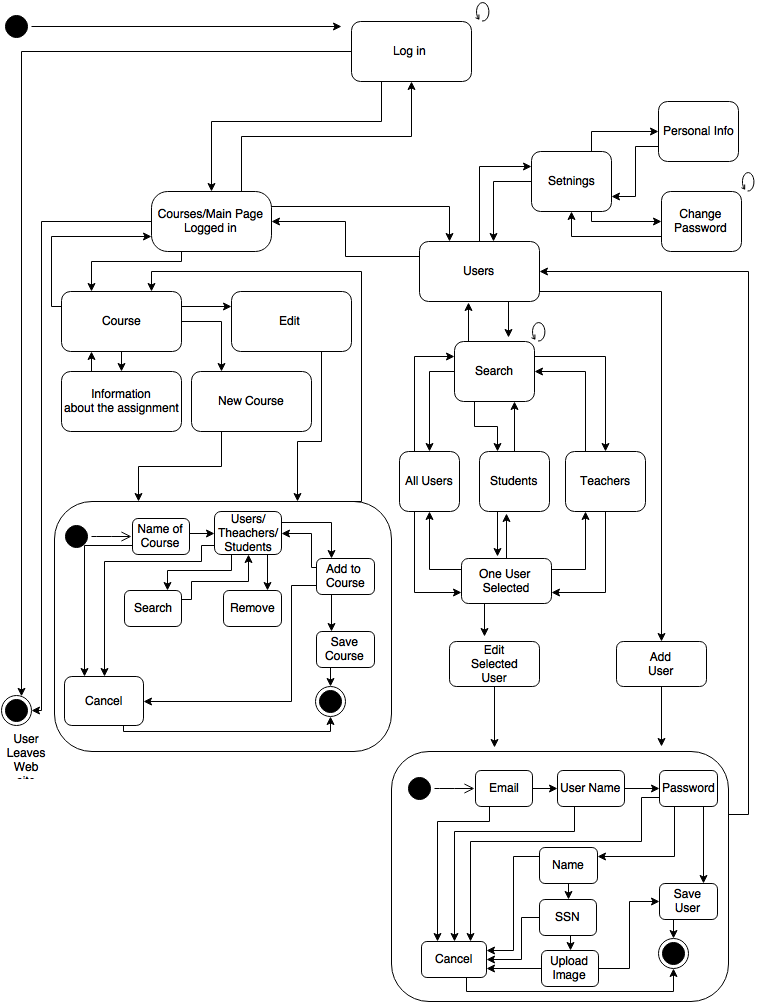 Log in
Personal Info
Setnings
Change
Password
Courses/Main Page
Logged in
Users
Course
Edit
Search
Information
about the assignment
New Course
All Users
Students
Teachers
Name of
Course
Users/
Theachers/
Students
Add to
Course
One User
Selected
Search
Remove
Save
Course
Edit
Selected
User
Add
User
Cancel
User
Leaves
Web
Email
User Name
Password
Name
Save
User
SSN
Cancel
Upload
Image